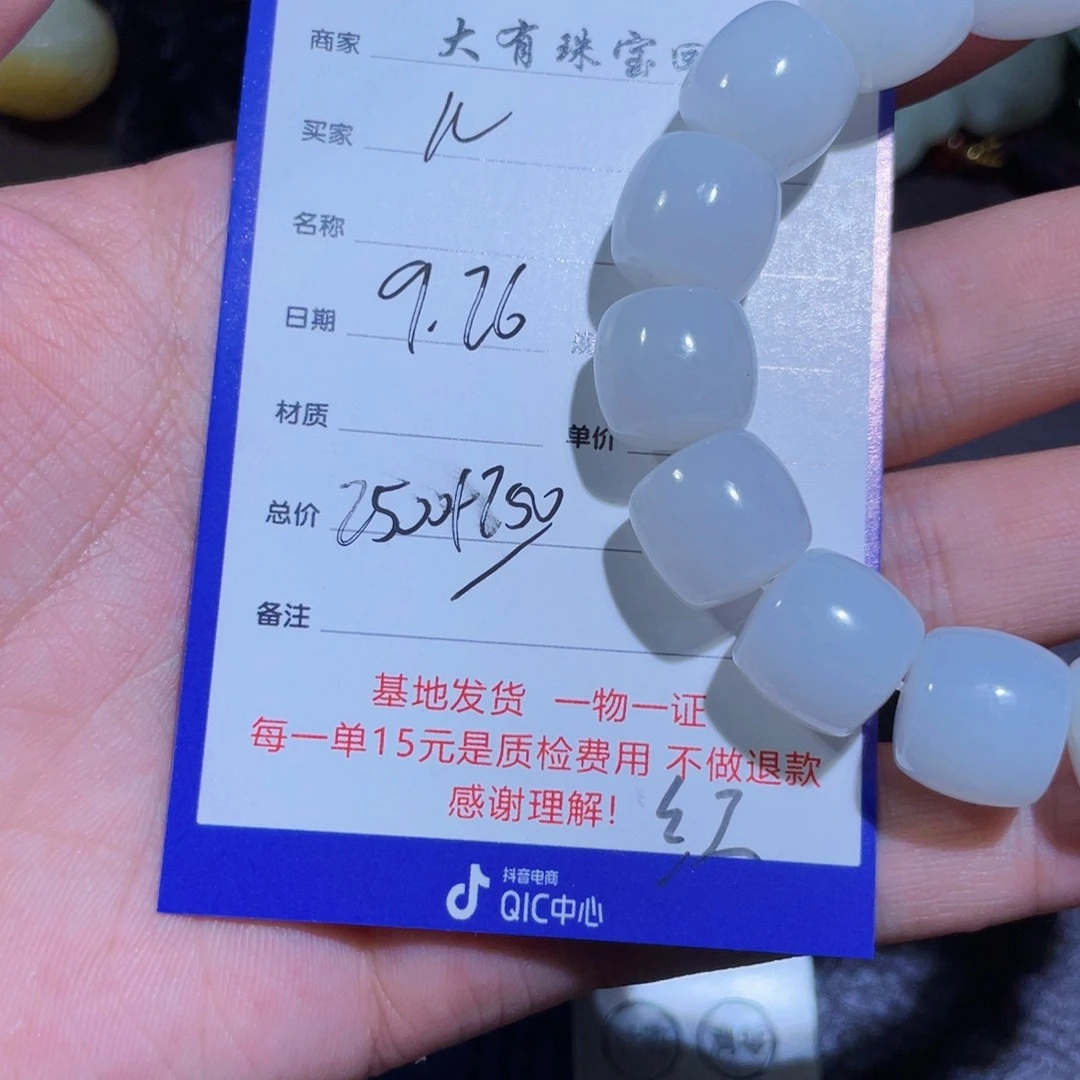 商家 大有珠宝回
买家
名称
日期 9.26
材质 单价
总价 2500+250
备注
基地发货 一物一证
每一单15元是质检费用 不做退款
感谢理解!
红
抖音电商
QIC中心